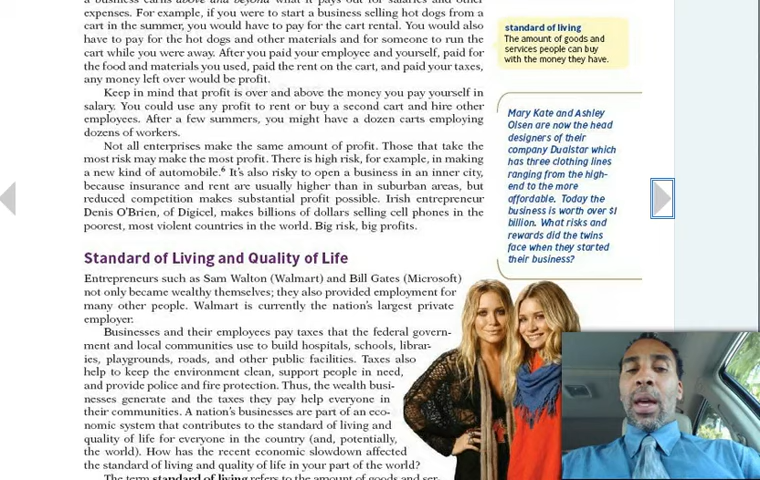 a business earns above and beyond what it pays out for salaries and other
expenses. For example, if you were to start a business selling hot dogs from a
cart in the summer, you would have to pay for the cart rental. You would also
have to pay for the hot dogs and other materials and for someone to run the
cart while you were away. After you paid your employee and yourself, paid for
the food and materials you used, paid the rent on the cart, and paid your taxes,
any money left over would be profit.
Keep in mind that profit is over and above the money you pay yourself in
salary. You could use any profit to rent or buy a second cart and hire other
employees. After a few summers, you might have a dozen carts employing
dozens of workers.
Not all enterprises make the same amount of profit. Those that take the
most risk may make the most profit. There is high risk, for example, in making
a new kind of automobile.6 It's also risky to open a business in an inner city,
because insurance and rent are usually higher than in suburban areas, but
reduced competition makes substantial profit possible. Irish entrepreneur
Denis O'Brien, of Digicel, makes billions of dollars selling cell phones in the
poorest, most violent countries in the world. Big risk, big profits.
Standard of Living and Quality of Life
Entrepreneurs such as Sam Walton (Walmart) and Bill Gates (Microsoft)
not only became wealthy themselves; they also provided employment for
many other people. Walmart is currently the nation's largest private
employer.
Businesses and their employees pay taxes that the federal govern-
ment and local communities use to build hospitals, schools, librar-
ies, playgrounds, roads, and other public facilities. Taxes also
help to keep the environment clean, support people in need,
and provide police and fire protection. Thus, the wealth busi-
nesses generate and the taxes they pay help everyone in
their communities. A nation's businesses are part of an eco-
nomic system that contributes to the standard of living and
quality of life for everyone in the country (and, potentially,
the world). How has the recent economic slowdown affected
the standard of living and quality of life in your part of the world?
The term standard of living refers to the amount of goods and ser-
standard of living
The amount of goods and
services people can buy
with the money they have.
Mary Kate and Ashley
Olsen are now the head
designers of their
company Dualstar which
has three clothing lines
ranging from the high-
end to the more
affordable. Today the
business is worth over $1
billion. What risks and
rewards did the twins
face when they started
their business?